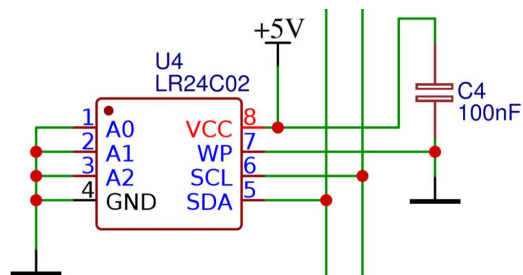 +5V
U4
LR24C02
1 A0 VCC 8
2 A1 WP 7
3 A2 SCL 6
4 GND SDA 5
C4
100nF